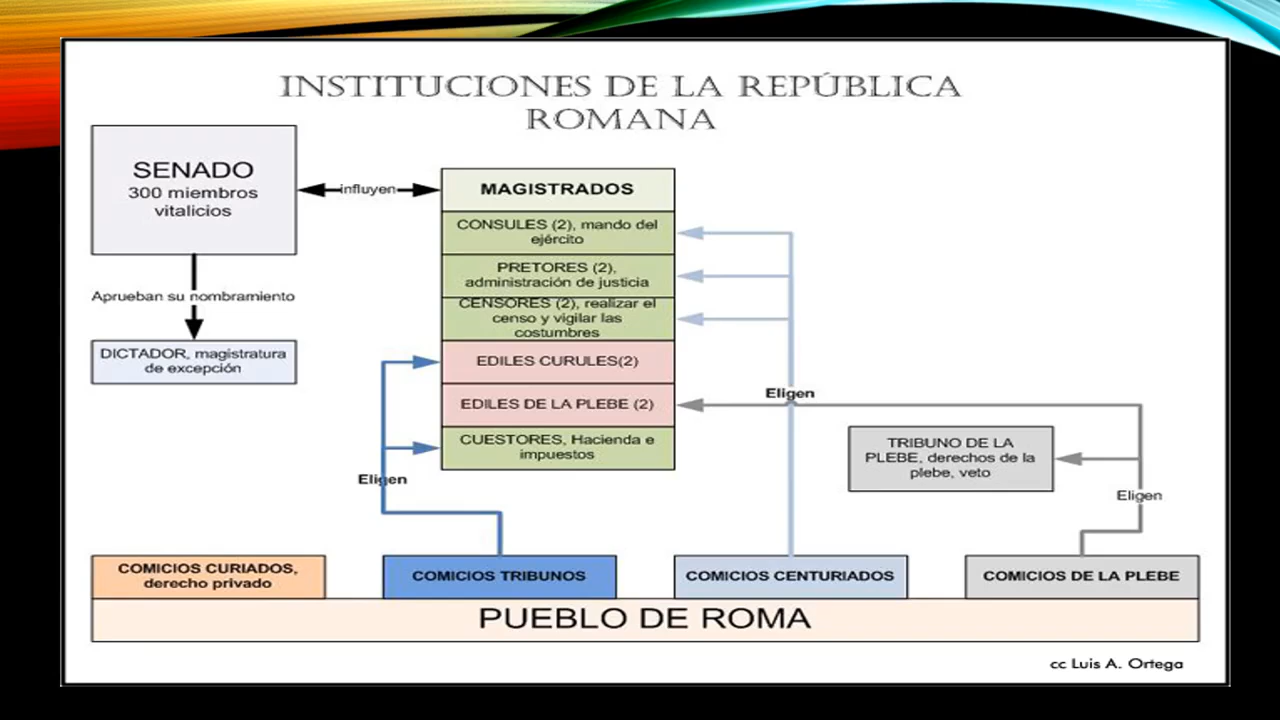 INSTITUCIONES DE LA REPÚBLICA
ROMANA
SENADO
300 miembros
vitalicios
influyen
Aprueban su nombramiento
DICTADOR, magistratura
de excepción
MAGISTRADOS
CONSULES (2), mando del
ejército
PRETORES (2),
administración de justicia
CENSORES (2), realizar el
censo y vigilar las
costumbres
EDILES CURULES(2)
EDILES DE LA PLEBE (2)
CUESTORES, Hacienda e
impuestos
Eligen
Eligen
TRIBUNO DE LA
PLEBE, derechos de la
plebe, veto
Eligen
COMICIOS CURIADOS,
derecho privado
COMICIOS TRIBUNOS
COMICIOS CENTURIADOS
COMICIOS DE LA PLEBE
PUEBLO DE ROMA
cc Luis A. Ortega